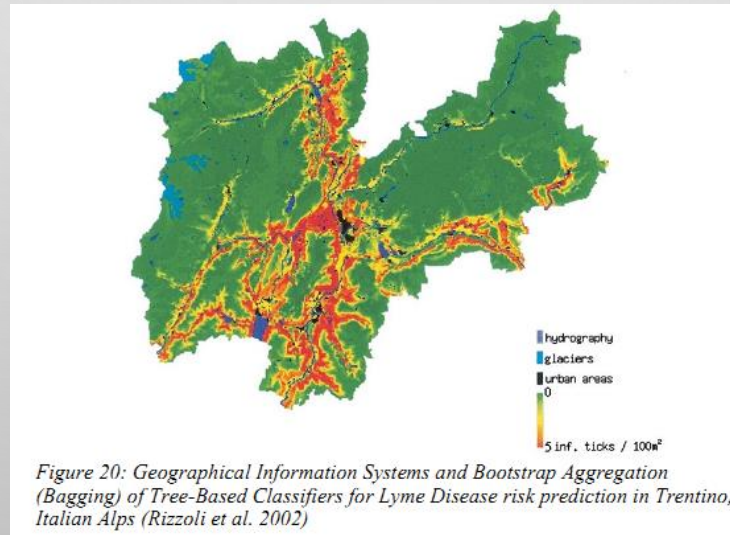 hydrography
glaciers
urban areas
0
5 inf. ticks / 100m²
Figure 20: Geographical Information Systems and Bootstrap Aggregation
(Bagging) of Tree-Based Classifiers for Lyme Disease risk prediction in Trentino,
Italian Alps (Rizzoli et al. 2002)